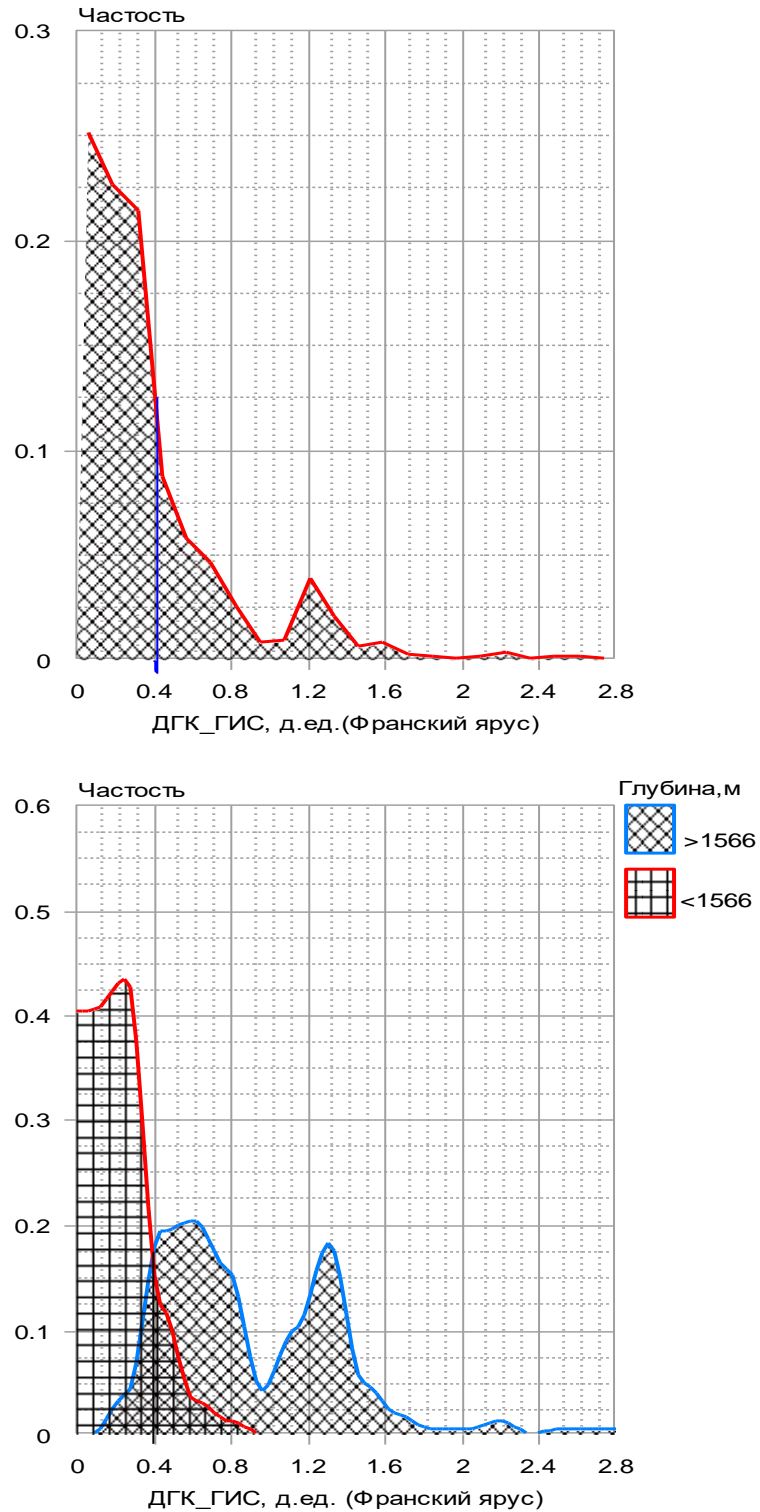 Частость
0.3
0.2
0.1
0
0 0.4 0.8 1.2 1.6 2 2.4 2.8
ДГК_ГИС, д.ед.(Франский ярус)
Частость
Глубина,м
0.6
>1566
<1566
0.5
0.4
0.3
0.2
0.1
0
0 0.4 0.8 1.2 1.6 2 2.4 2.8
ДГК_ГИС, д.ед. (Франский ярус)